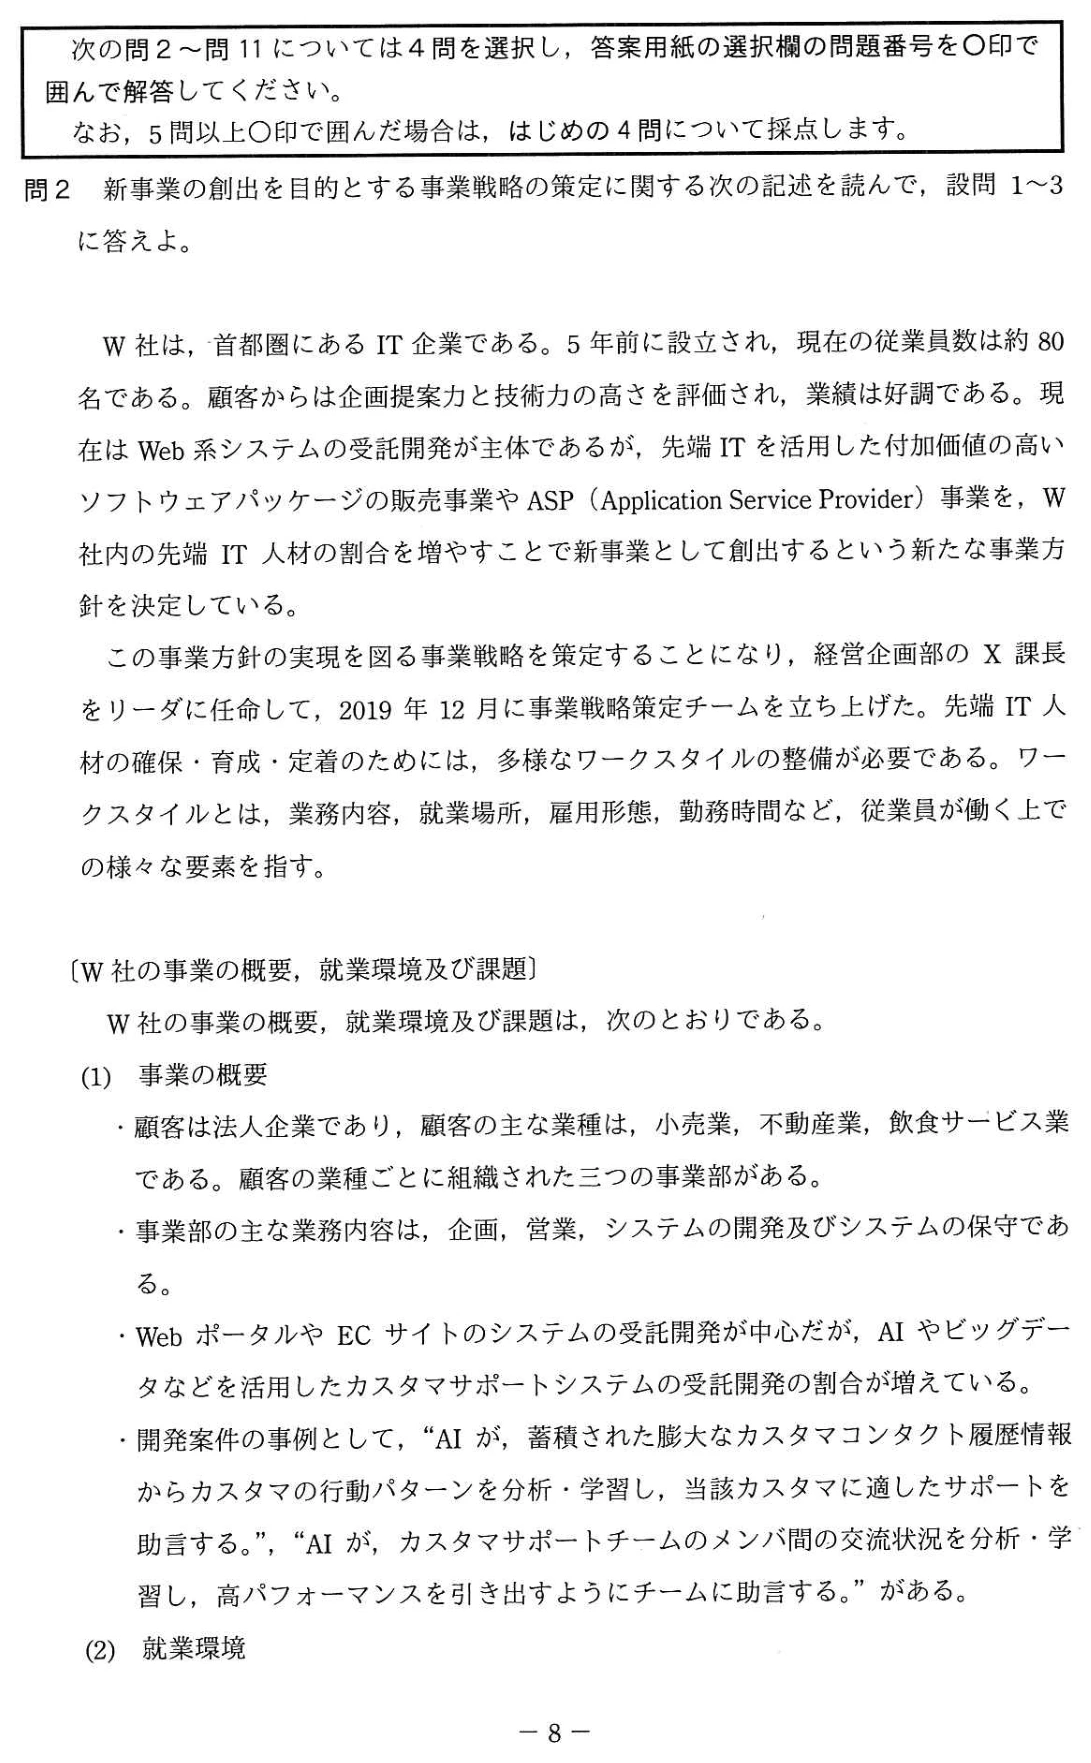 次の問2～問11については4問を選択し，答案用紙の選択欄の問題番号を〇印で
囲んで解答してください。
なお，5問以上〇印で囲んだ場合は，はじめの4問について採点します。
問2　新事業の創出を目的とする事業戦略の策定に関する次の記述を読んで，設問 1～3
に答えよ。
W 社は，首都圏にある IT 企業である。5 年前に設立され，現在の従業員数は約 80
名である。顧客からは企画提案力と技術力の高さを評価され，業績は好調である。現
在は Web 系システムの受託開発が主体であるが，先端 IT を活用した付加価値の高い
ソフトウェアパッケージの販売事業や ASP（Application Service Provider）事業を，W
社内の先端 IT 人材の割合を増やすことで新事業として創出するという新たな事業方
針を決定している。
この事業方針の実現を図る事業戦略を策定することになり，経営企画部の X 課長
をリーダに任命して，2019 年 12 月に事業戦略策定チームを立ち上げた。先端 IT 人
材の確保・育成・定着のためには，多様なワークスタイルの整備が必要である。ワー
クスタイルとは，業務内容，就業場所，雇用形態，勤務時間など，従業員が働く上で
の様々な要素を指す。
〔W 社の事業の概要，就業環境及び課題〕
W 社の事業の概要，就業環境及び課題は，次のとおりである。
(1)　事業の概要
・顧客は法人企業であり，顧客の主な業種は，小売業，不動産業，飲食サービス業
である。顧客の業種ごとに組織された三つの事業部がある。
・事業部の主な業務内容は，企画，営業，システムの開発及びシステムの保守であ
る。
・Web ポータルや EC サイトのシステムの受託開発が中心だが，AI やビッグデー
タなどを活用したカスタマサポートシステムの受託開発の割合が増えている。
・開発案件の事例として，“AI が，蓄積された膨大なカスタマコンタクト履歴情報
からカスタマの行動パターンを分析・学習し，当該カスタマに適したサポートを
助言する。”，“AI が，カスタマサポートチームのメンバ間の交流状況を分析・学
習し，高パフォーマンスを引き出すようにチームに助言する。”がある。
(2)　就業環境
－ 8 －